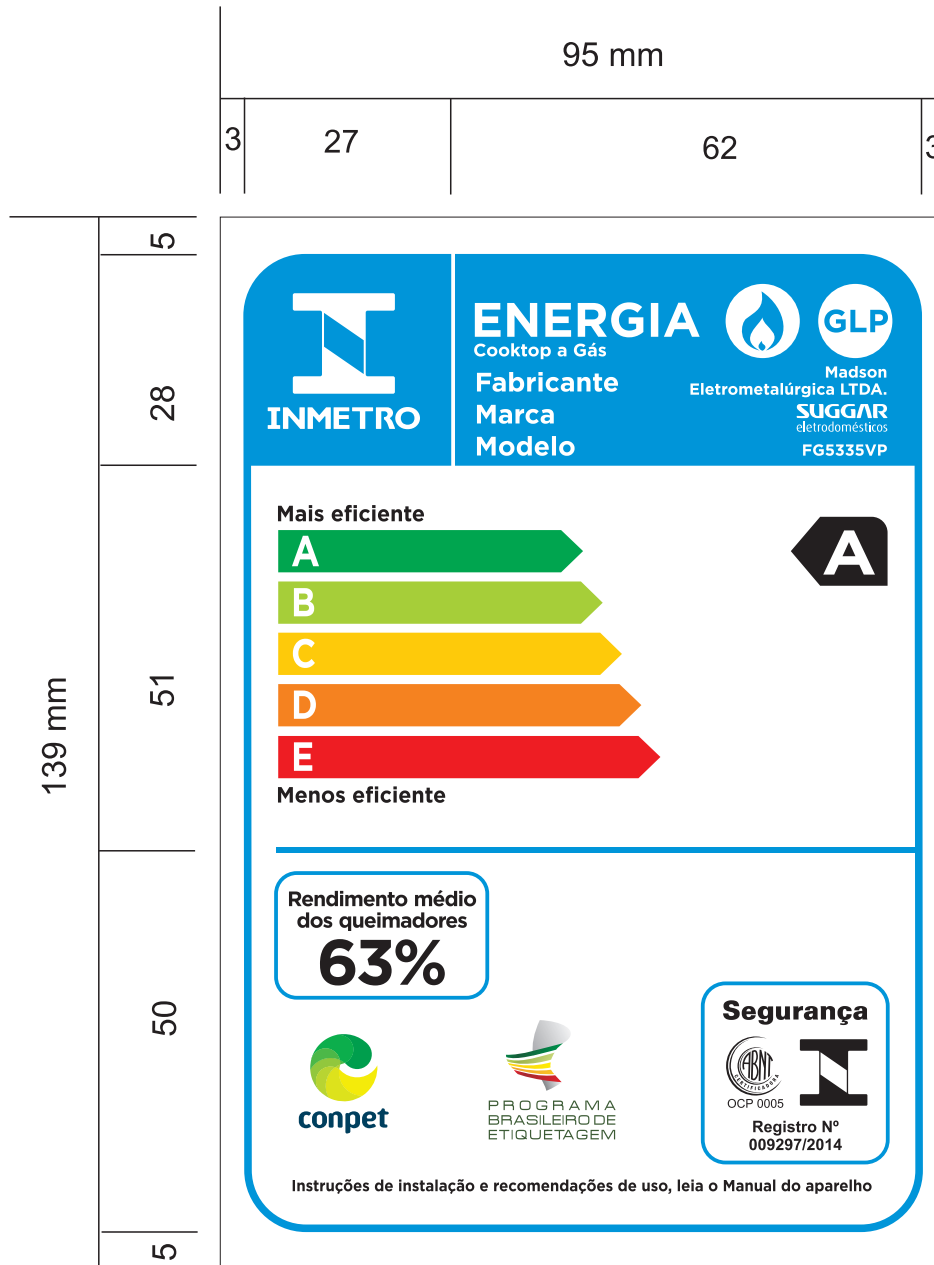 95 mm
3
27
62
3
139 mm
5
28
51
50
5
INMETRO
ENERGIA
Cooktop a Gás
GLP
Fabricante
Madson
Eletrometalúrgica LTDA.
Marca
SUGGAR
eletrodomésticos
Modelo
FG5335VP
Mais eficiente
A
A
B
C
D
E
Menos eficiente
Rendimento médio
dos queimadores
63%
conpet
PROGRAMA
BRASILEIRO DE
ETIQUETAGEM
Segurança
ABNT
CERTIFICADORA
OCP 0005
Registro Nº
009297/2014
Instruções de instalação e recomendações de uso, leia o Manual do aparelho